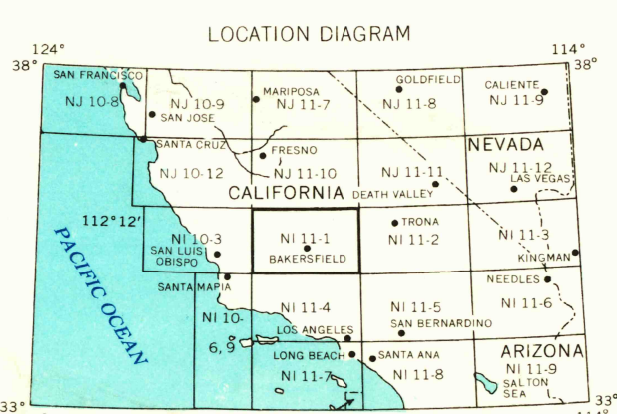 LOCATION DIAGRAM
124°
114°
38°
38°
SAN FRANCISCO
NJ 10-8
NJ 10-9
SAN JOSE
MARIPOSA
NJ 11-7
GOLDFIELD
NJ 11-8
CALIENTE
NJ 11-9
SANTA CRUZ
NJ 10-12
FRESNO
NJ 11-10
NJ 11-11
DEATH VALLEY
NEVADA
NJ 11-12
LAS VEGAS
CALIFORNIA
112°12'
NI 10-3
SAN LUIS
OBISPO
NI 11-1
BAKERSFIELD
TRONA
NI 11-2
NI 11-3
KINGMAN
PACIFIC OCEAN
SANTA MAPIA
NI 10-
6,9
NI 11-4
LOS ANGELES
NI 11-5
SAN BERNARDINO
NEEDLES
NI 11-6
LONG BEACH
NI 11-7
SANTA ANA
NI 11-8
ARIZONA
NI 11-9
SALTON
SEA
33°
33°
114°